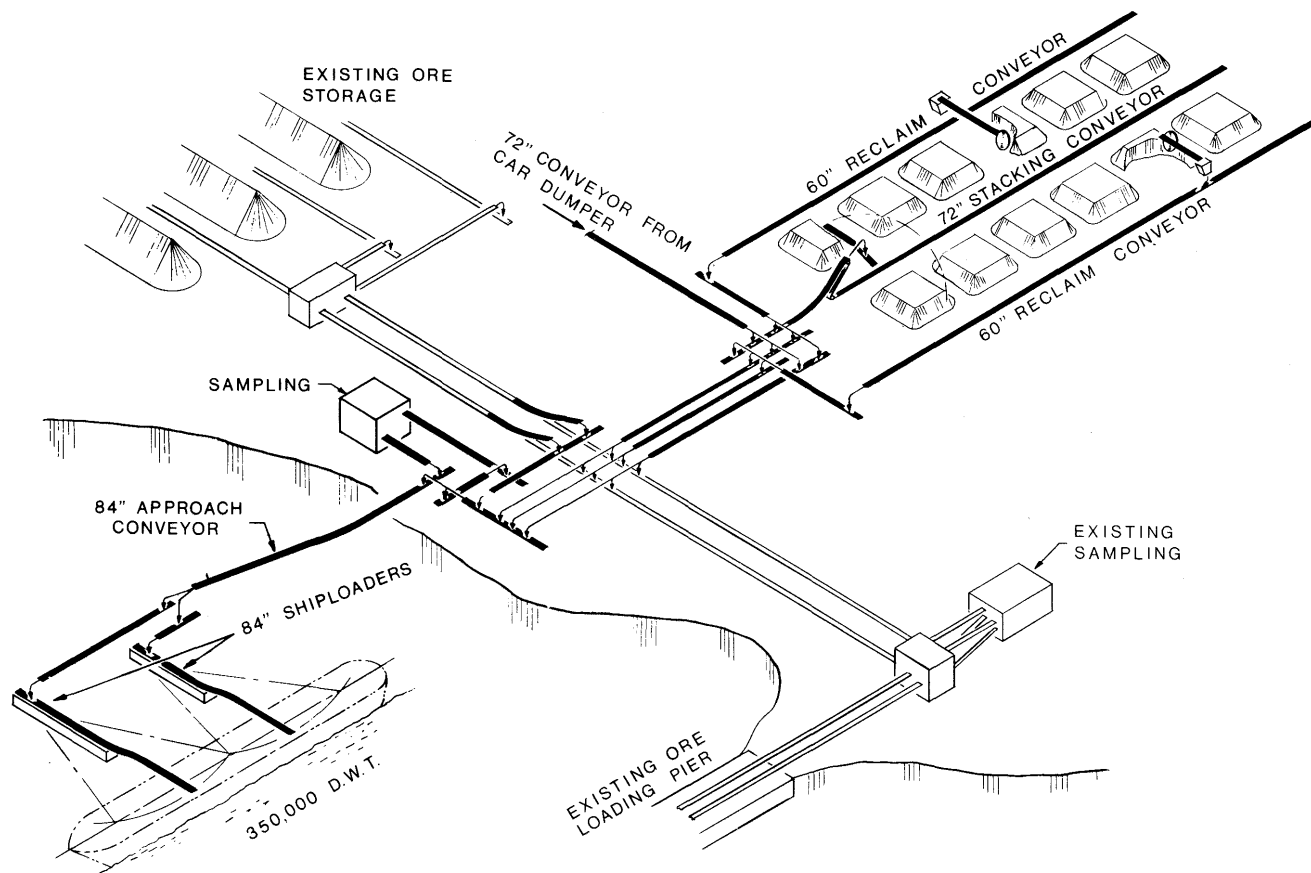 EXISTING ORE
STORAGE
72” CONVEYOR FROM
CAR DUMPER
60” RECLAIM CONVEYOR
72” STACKING CONVEYOR
60” RECLAIM CONVEYOR
SAMPLING
84” APPROACH
CONVEYOR
84” SHIPLOADERS
350,000 D.W.T.
EXISTING
SAMPLING
EXISTING ORE
LOADING PIER